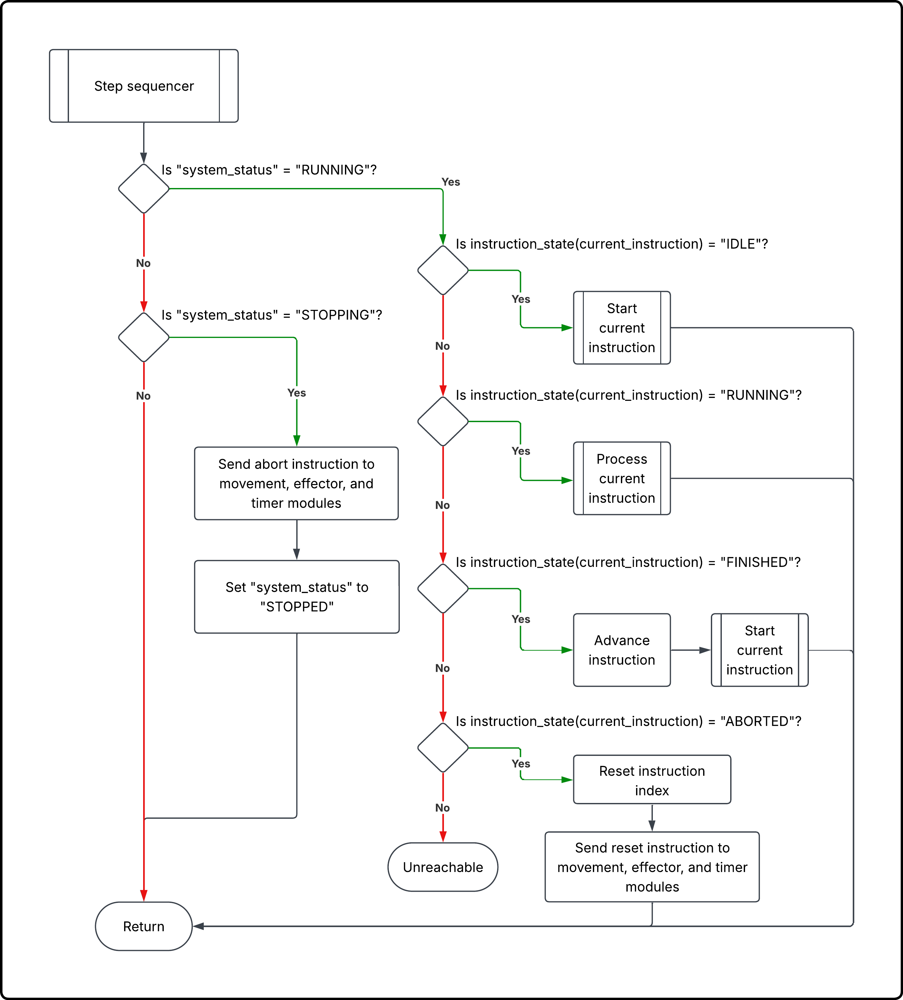 Step sequencer
Is "system_status" = "RUNNING"?
Yes
No
Is instruction_state(current_instruction) = "IDLE"?
Yes
Start
current
instruction
No
Is "system_status" = "STOPPING"?
Yes
No
Is instruction_state(current_instruction) = "RUNNING"?
Yes
Process
current
instruction
No
Send abort instruction to
movement, effector, and
timer modules
Set "system_status" to
"STOPPED"
Is instruction_state(current_instruction) = "FINISHED"?
Yes
Advance
instruction
Start
current
instruction
No
Is instruction_state(current_instruction) = "ABORTED"?
Yes
Reset instruction
index
No
Send reset instruction to
movement, effector, and timer
modules
Unreachable
Return